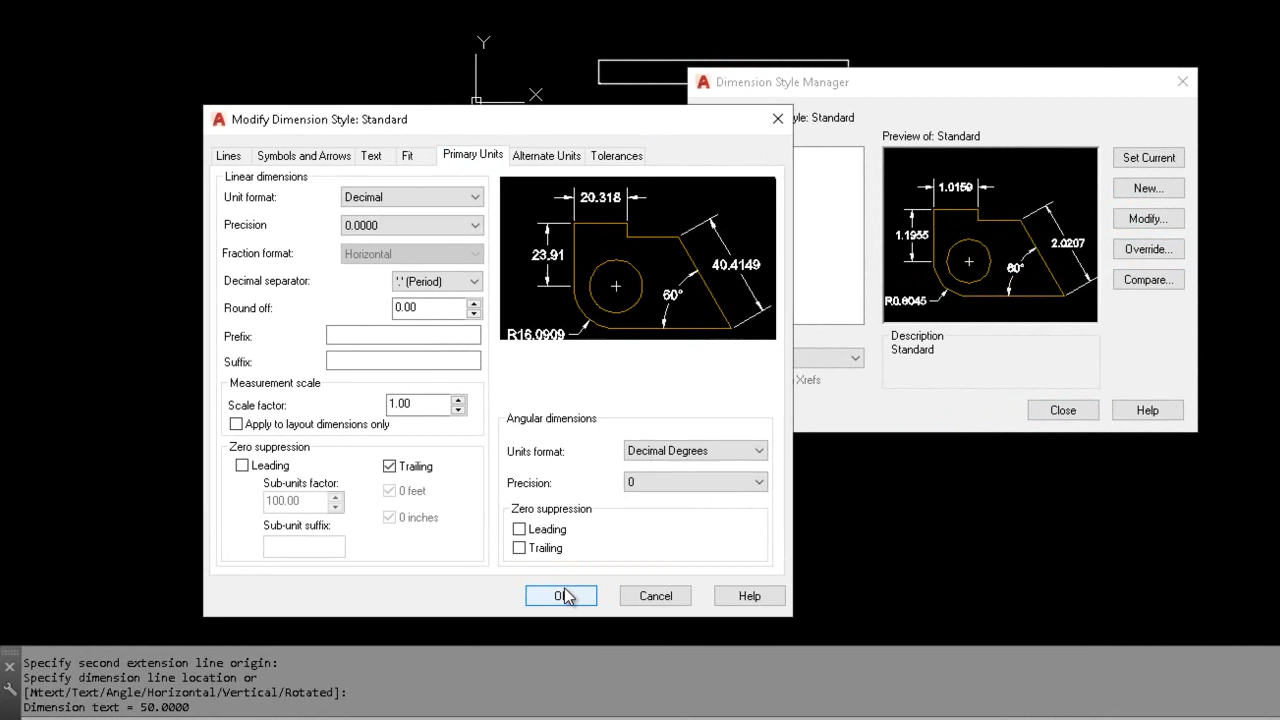 Y
X
Dimension Style Manager
Modify Dimension Style: Standard
yle: Standard
Preview of: Standard
Lines
Symbols and Arrows
Text
Fit
Primary Units
Alternate Units
Tolerances
Set Current
New...
Modify...
Override...
Compare...
1.0159
1.1955
2.0207
60°
R0.8045
Description
Standard
Xrefs
Close
Help
Linear dimensions
Unit format:
Decimal
Precision
0.0000
Fraction format:
Horizontal
Decimal separator:
'.' (Period)
Round off:
0.00
Prefix:
Suffix:
Measurement scale
Scale factor:
1.00
Apply to layout dimensions only
Zero suppression
Leading
Trailing
Sub-units factor:
100.00
0 feet
Sub-unit suffix:
0 inches
20.318
23.91
40.4149
60°
R16.0909
Angular dimensions
Units format:
Decimal Degrees
Precision:
0
Zero suppression
Leading
Trailing
Cancel
Help
Specify second extension line origin:
Specify dimension line location or
[Mtext/Text/Angle/Horizontal/Vertical/Rotated]:
Dimension text = 50.0000